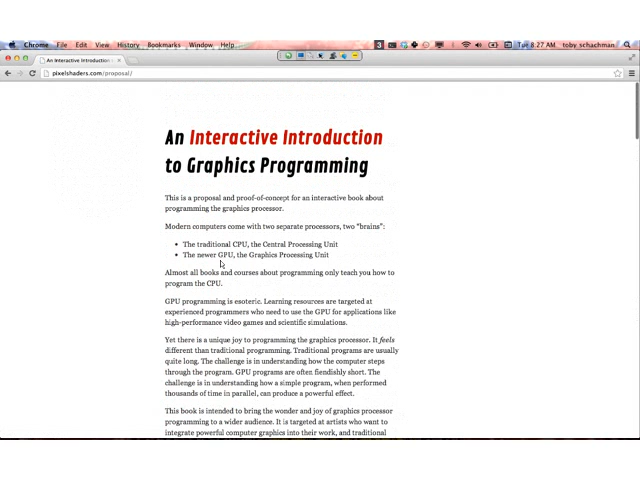 Chrome File Edit View History Bookmarks Window Help 3 Tue 8:27 AM toby schachman
An Interactive Introduction
pixelshaders.com/proposal/
An Interactive Introduction
to Graphics Programming
This is a proposal and proof-of-concept for an interactive book about
programming the graphics processor.
Modern computers come with two separate processors, two "brains":
• The traditional CPU, the Central Processing Unit
• The newer GPU, the Graphics Processing Unit
Almost all books and courses about programming only teach you how to
program the CPU.
GPU programming is esoteric. Learning resources are targeted at
experienced programmers who need to use the GPU for applications like
high-performance video games and scientific simulations.
Yet there is a unique joy to programming the graphics processor. It feels
different than traditional programming. Traditional programs are usually
quite long. The challenge is in understanding how the computer steps
through the program. GPU programs are often fiendishly short. The
challenge is in understanding how a simple program, when performed
thousands of time in parallel, can produce a powerful effect.
This book is intended to bring the wonder and joy of graphics processor
programming to a wider audience. It is targeted at artists who want to
integrate powerful computer graphics into their work, and traditional